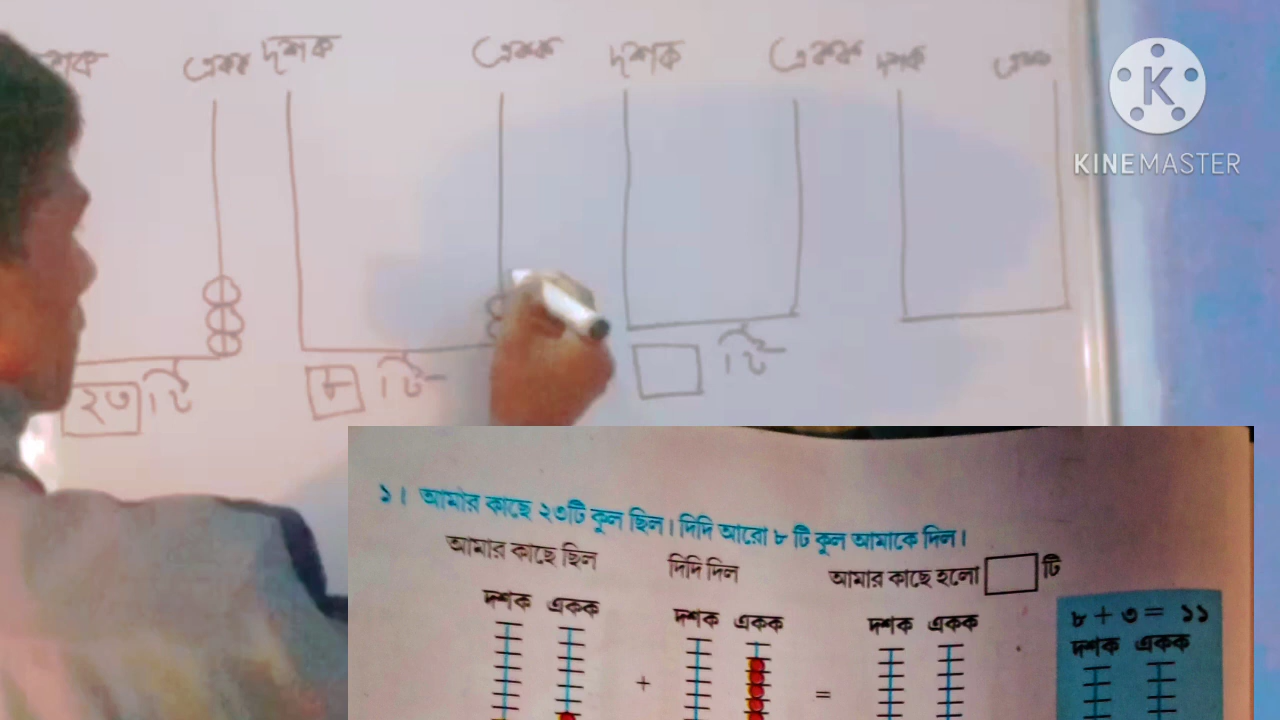 দশক একক দশক একক দশক একক দশক একক
২৩ টি ৮ টি টি
KINEMASTER
১। আমার কাছে ২৩টি কুল ছিল। দিদি আরো ৮ টি কুল আমাকে দিল।
আমার কাছে ছিল দিদি দিল আমার কাছে হলো টি
দশক একক দশক একক দশক একক
+ =
৮ + ৩ = ১১
দশক একক